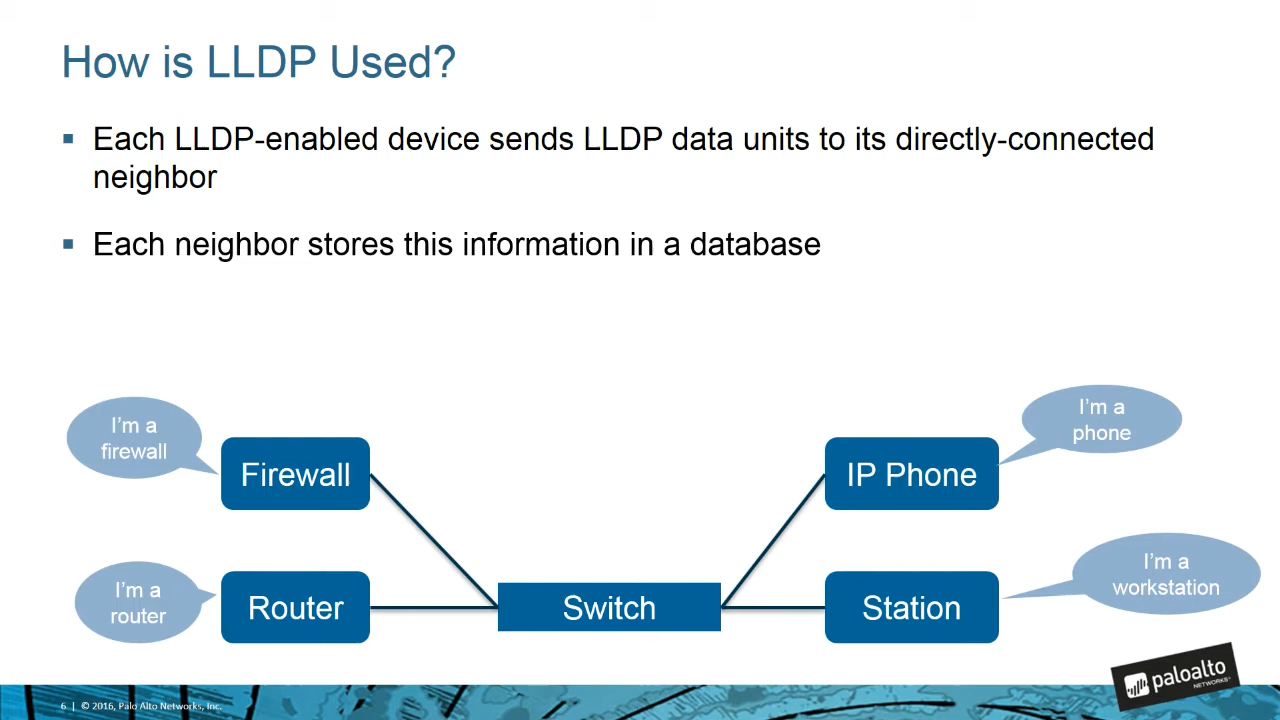 How is LLDP Used?
Each LLDP-enabled device sends LLDP data units to its directly-connected
neighbor
Each neighbor stores this information in a database
I'm a
firewall
Firewall
I'm a
phone
IP Phone
I'm a
router
Router
Switch
Station
I'm a
workstation
paloalto
NETWORKS
6 | © 2016, Palo Alto Networks, Inc.